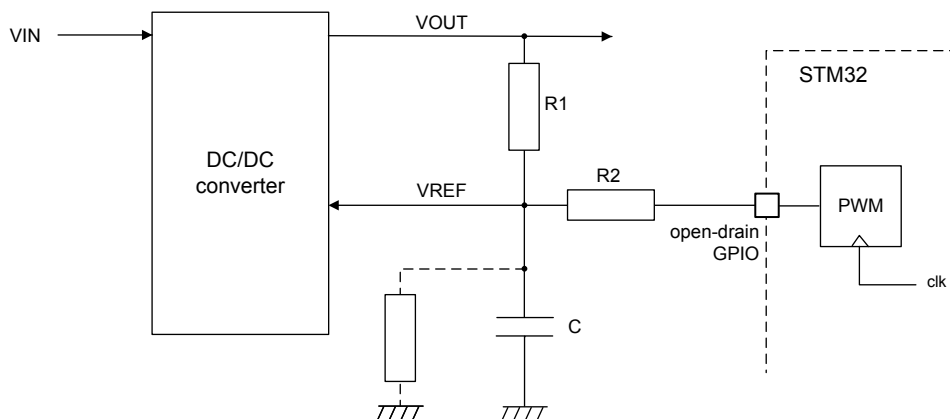 VIN
VOUT
STM32
R1
DC/DC
converter
VREF
R2
PWM
open-drain
GPIO
clk
C